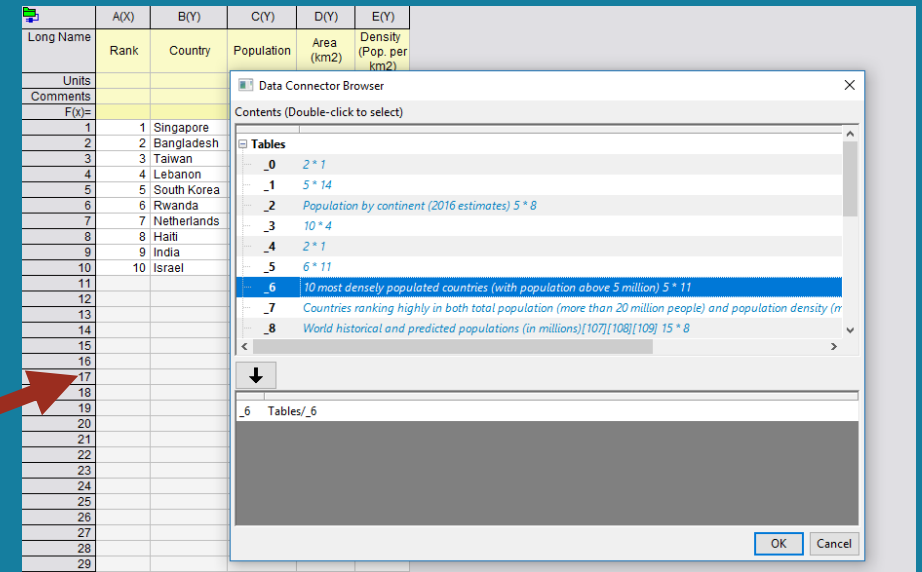 A(X) B(Y) C(Y) D(Y) E(Y)
Long Name Rank Country Population Area (km2) Density (Pop. per km2)
Units
Comments
F(x)=
1 1 Singapore
2 2 Bangladesh
3 3 Taiwan
4 4 Lebanon
5 5 South Korea
6 6 Rwanda
7 7 Netherlands
8 8 Haiti
9 9 India
10 10 Israel
11
12
13
14
15
16
17
18
19
20
21
22
23
24
25
26
27
28
29
Data Connector Browser
Contents (Double-click to select)
Tables
_0 2 * 1
_1 5 * 14
_2 Population by continent (2016 estimates) 5 * 8
_3 10 * 4
_4 2 * 1
_5 6 * 11
_6 10 most densely populated countries (with population above 5 million) 5 * 11
_7 Countries ranking highly in both total population (more than 20 million people) and population density (m
_8 World historical and predicted populations (in millions)[107][108][109] 15 * 8
_6 Tables/_6
OK Cancel